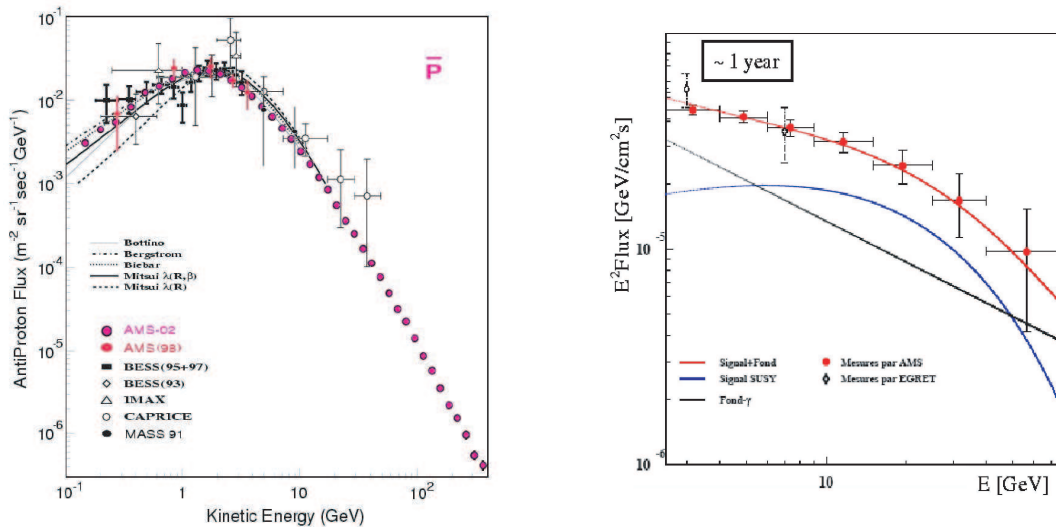 AntiProton Flux (m⁻² sr⁻¹ sec⁻¹ GeV⁻¹)
10⁻¹
10⁻²
10⁻³
10⁻⁴
10⁻⁵
10⁻⁶
P̅
Bottino
Bergstrom
Biebar
Mitsui λ(R,β)
Mitsui λ(R)
AMS-02
AMS(98)
BESS(95+97)
BESS(93)
IMAX
CAPRICE
MASS 91
10⁻¹ 1 10 10²
Kinetic Energy (GeV)
~ 1 year
E²Flux [GeV/cm²s]
10⁻⁵
10⁻⁶
Signal+Fond
Signal SUSY
Fond-γ
Mesures par AMS
Mesures par EGRET
10
E [GeV]